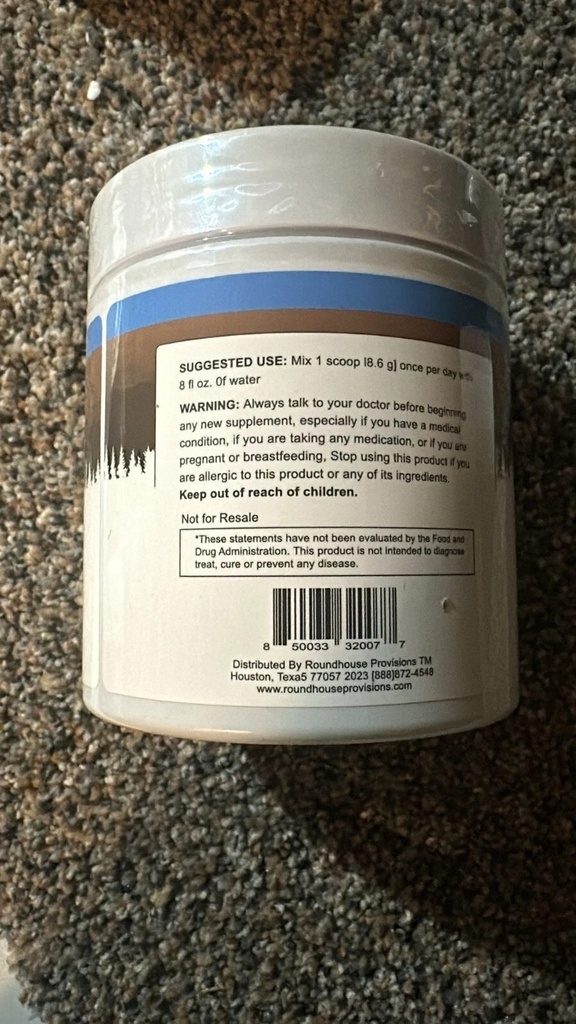 SUGGESTED USE: Mix 1 scoop I8.6 g] once per day with
8 fl oz. 0f water
WARNING: Always talk to your doctor before beginning
any new supplement, especially if you have a medical
condition, if you are taking any medication, or if you are
pregnant or breastfeeding, Stop using this product if you
are allergic to this product or any of its ingredients.
Keep out of reach of children.
Not for Resale
*These statements have not been evaluated by the Food and
Drug Administration. This product is not intended to diagnose
treat, cure or prevent any disease.
8 50033 32007 7
Distributed By Roundhouse Provisions TM
Houston, Texa5 77057 2023 [888]872-4548
www.roundhouseprovisions.com